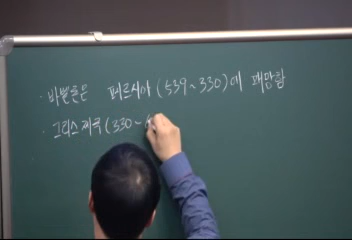 · 바벨론은 페르시아 (539~330)에 패망함
· 그리스 제국 (330~